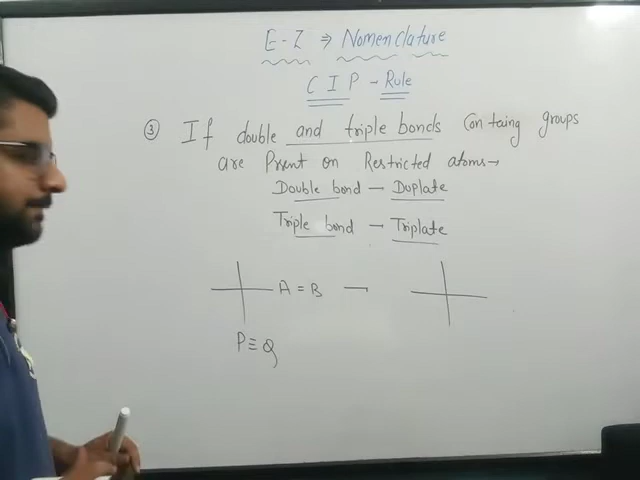 E-Z ⇒ Nomenclature
CIP - Rule
③ If double and triple bonds Containg groups
are Prsent on Restricted atoms→
Double bond — Duplate
Triple bond — Triplate
A = B →
P ≡ Q